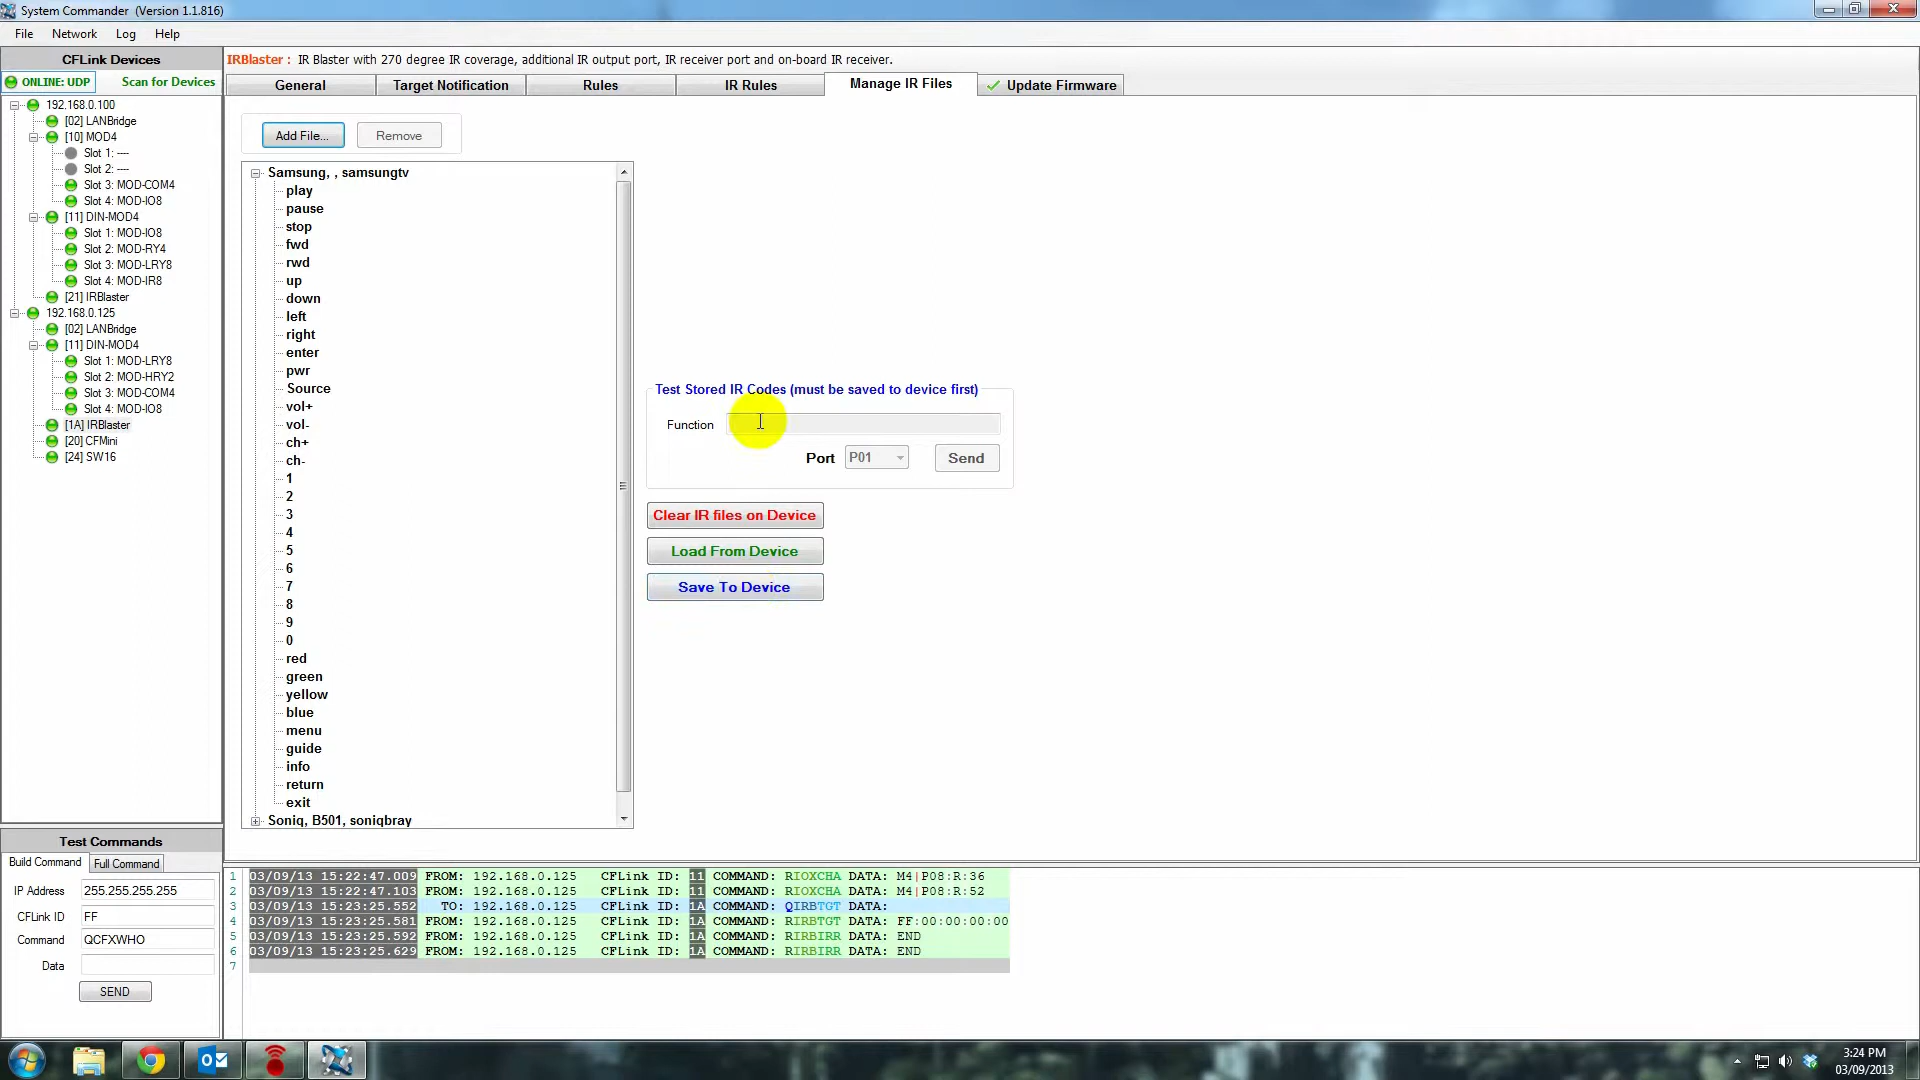 System Commander (Version 1.1.816)
File Network Log Help
CFLink Devices
ONLINE: UDP Scan for Devices
192.168.0.100
[02] LANBridge
[10] MOD4
Slot 1: ----
Slot 2: ----
Slot 3: MOD-COM4
Slot 4: MOD-IO8
[11] DIN-MOD4
Slot 1: MOD-IO8
Slot 2: MOD-RY4
Slot 3: MOD-LRY8
Slot 4: MOD-IR8
[21] IRBlaster
192.168.0.125
[02] LANBridge
[11] DIN-MOD4
Slot 1: MOD-LRY8
Slot 2: MOD-HRY2
Slot 3: MOD-COM4
Slot 4: MOD-IO8
[1A] IRBlaster
[20] CFMini
[24] SW16
IRBlaster : IR Blaster with 270 degree IR coverage, additional IR output port, IR receiver port and on-board IR receiver.
General Target Notification Rules IR Rules Manage IR Files Update Firmware
Add File... Remove
Samsung, , samsungtv
play
pause
stop
fwd
rwd
up
down
left
right
enter
pwr
Source
vol+
vol-
ch+
ch-
1
2
3
4
5
6
7
8
9
0
red
green
yellow
blue
menu
guide
info
return
exit
Soniq, B501, soniqbray
Test Stored IR Codes (must be saved to device first)
Function
Port P01 Send
Clear IR files on Device
Load From Device
Save To Device
Test Commands
Build Command Full Command
IP Address 255.255.255.255
CFLink ID FF
Command QCFXWHO
Data
SEND
1 03/09/13 15:22:47.009 FROM: 192.168.0.125 CFLink ID: 11 COMMAND: RIOXCHA DATA: M4|P08:R:36
2 03/09/13 15:22:47.103 FROM: 192.168.0.125 CFLink ID: 11 COMMAND: RIOXCHA DATA: M4|P08:R:52
3 03/09/13 15:23:25.552 TO: 192.168.0.125 CFLink ID: 1A COMMAND: QIRBTGT DATA:
4 03/09/13 15:23:25.581 FROM: 192.168.0.125 CFLink ID: 1A COMMAND: RIRBTGT DATA: FF:00:00:00:00
5 03/09/13 15:23:25.592 FROM: 192.168.0.125 CFLink ID: 1A COMMAND: RIRBIRR DATA: END
6 03/09/13 15:23:25.629 FROM: 192.168.0.125 CFLink ID: 1A COMMAND: RIRBIRR DATA: END
7
3:24 PM
03/09/2013